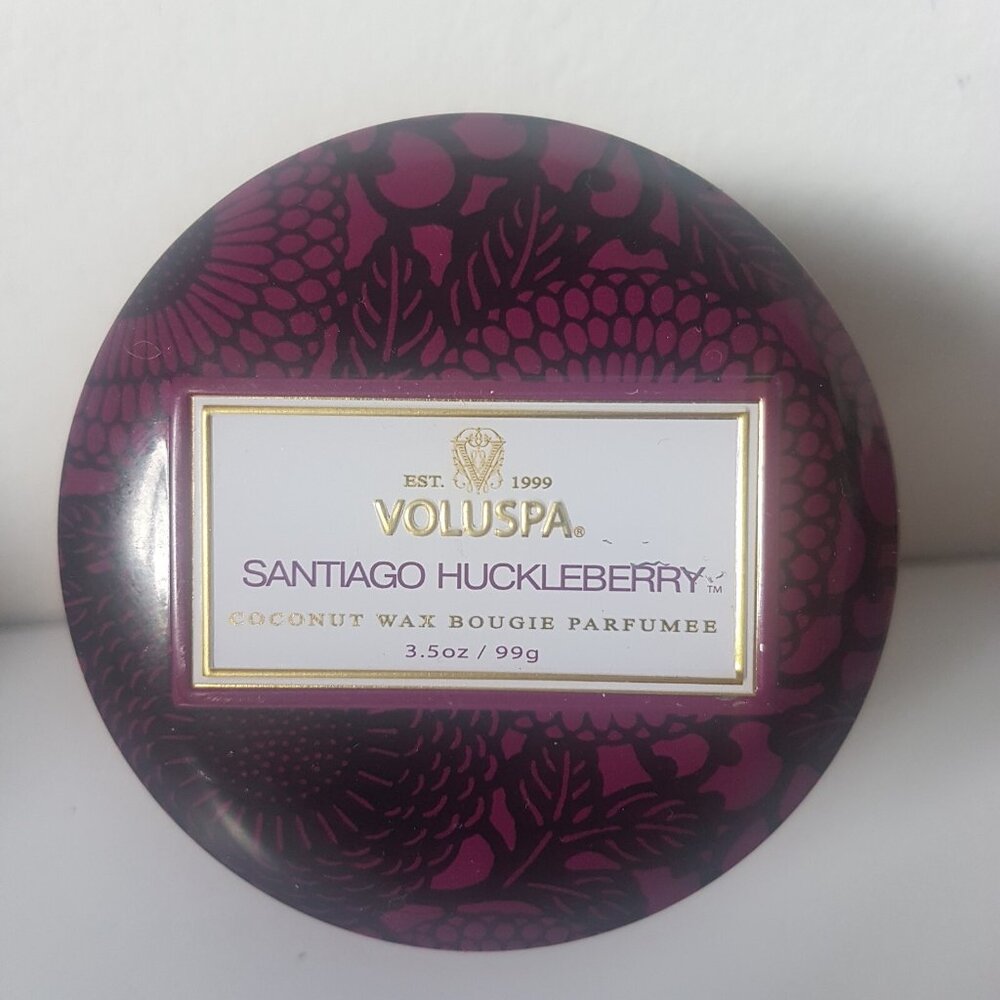 EST. 1999
VOLUSPA®
SANTIAGO HUCKLEBERRY™
COCONUT WAX BOUGIE PARFUMEE
3.5oz / 99g